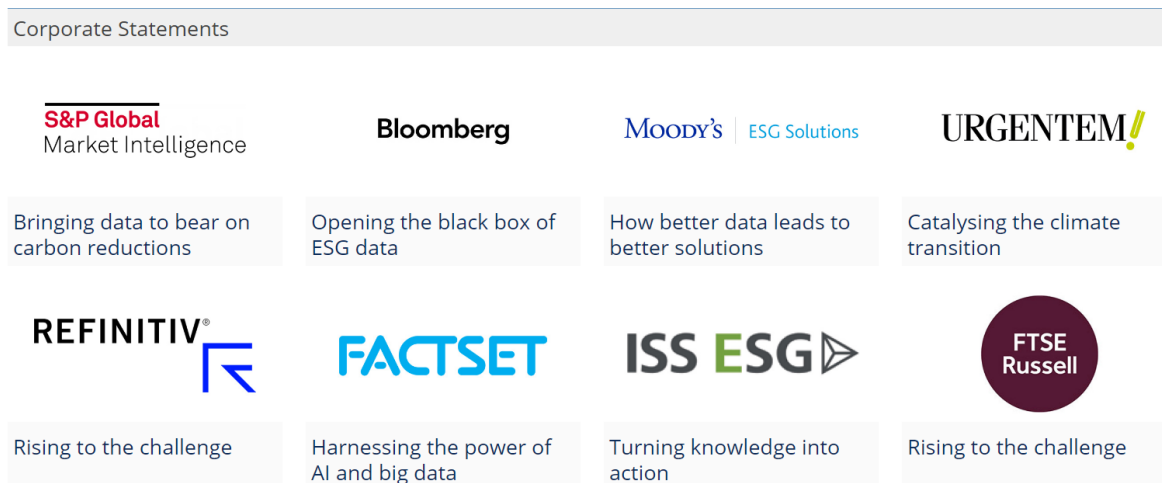 Corporate Statements
S&P Global
Market Intelligence
Bloomberg
MOODY'S ESG Solutions
URGENTEM!
Bringing data to bear on
carbon reductions
Opening the black box of
ESG data
How better data leads to
better solutions
Catalysing the climate
transition
REFINITIV®
FACTSET
ISS ESG
FTSE
Russell
Rising to the challenge
Harnessing the power of
AI and big data
Turning knowledge into
action
Rising to the challenge